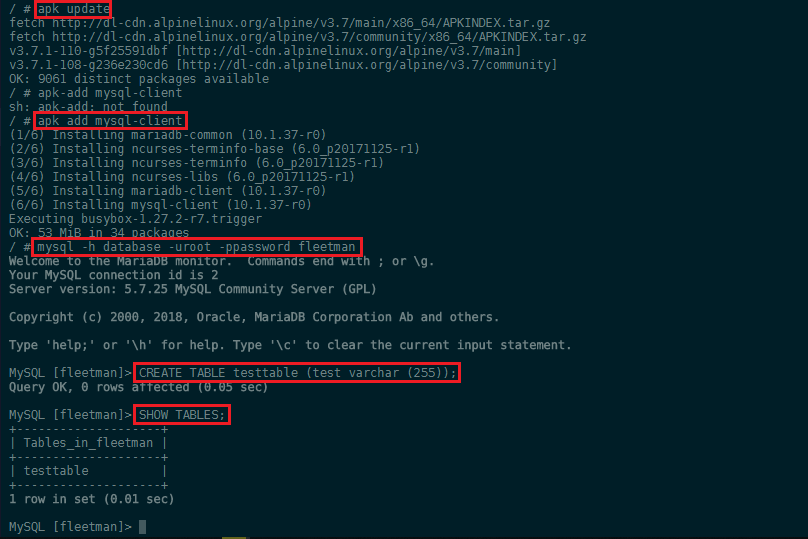 / # apk update
fetch http://dl-cdn.alpinelinux.org/alpine/v3.7/main/x86_64/APKINDEX.tar.gz
fetch http://dl-cdn.alpinelinux.org/alpine/v3.7/community/x86_64/APKINDEX.tar.gz
v3.7.1-110-g5f25591dbf [http://dl-cdn.alpinelinux.org/alpine/v3.7/main]
v3.7.1-108-g236e230cd6 [http://dl-cdn.alpinelinux.org/alpine/v3.7/community]
OK: 9061 distinct packages available
/ # apk-add mysql-client
sh: apk-add: not found
/ # apk add mysql-client
(1/6) Installing mariadb-common (10.1.37-r0)
(2/6) Installing ncurses-terminfo-base (6.0_p20171125-r1)
(3/6) Installing ncurses-terminfo (6.0_p20171125-r1)
(4/6) Installing ncurses-libs (6.0_p20171125-r1)
(5/6) Installing mariadb-client (10.1.37-r0)
(6/6) Installing mysql-client (10.1.37-r0)
Executing busybox-1.27.2-r7.trigger
OK: 53 MiB in 34 packages
/ # mysql -h database -uroot -ppassword fleetman
Welcome to the MariaDB monitor.  Commands end with ; or \g.
Your MySQL connection id is 2
Server version: 5.7.25 MySQL Community Server (GPL)
Copyright (c) 2000, 2018, Oracle, MariaDB Corporation Ab and others.
Type 'help;' or '\h' for help. Type '\c' to clear the current input statement.
MySQL [fleetman]> CREATE TABLE testtable (test varchar (255));
Query OK, 0 rows affected (0.05 sec)
MySQL [fleetman]> SHOW TABLES;
+--------------------+
| Tables_in_fleetman |
+--------------------+
| testtable          |
+--------------------+
1 row in set (0.01 sec)
MySQL [fleetman]>